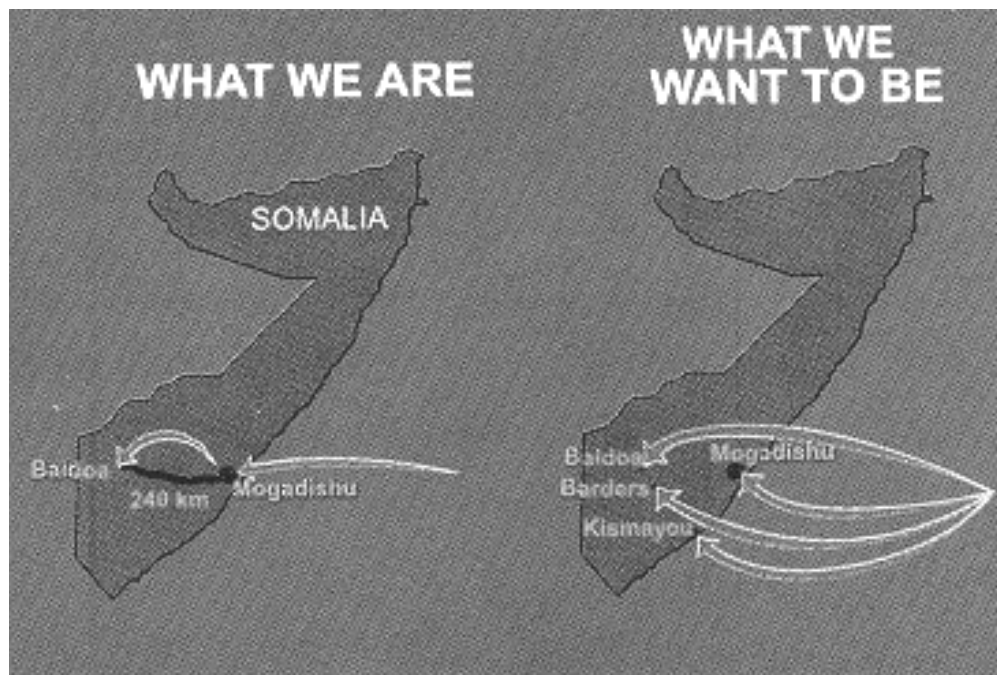 WHAT WE ARE
SOMALIA
Baidoa
240 km
Mogadishu
WHAT WE
WANT TO BE
Baidoa
Mogadishu
Barders
Kismayou